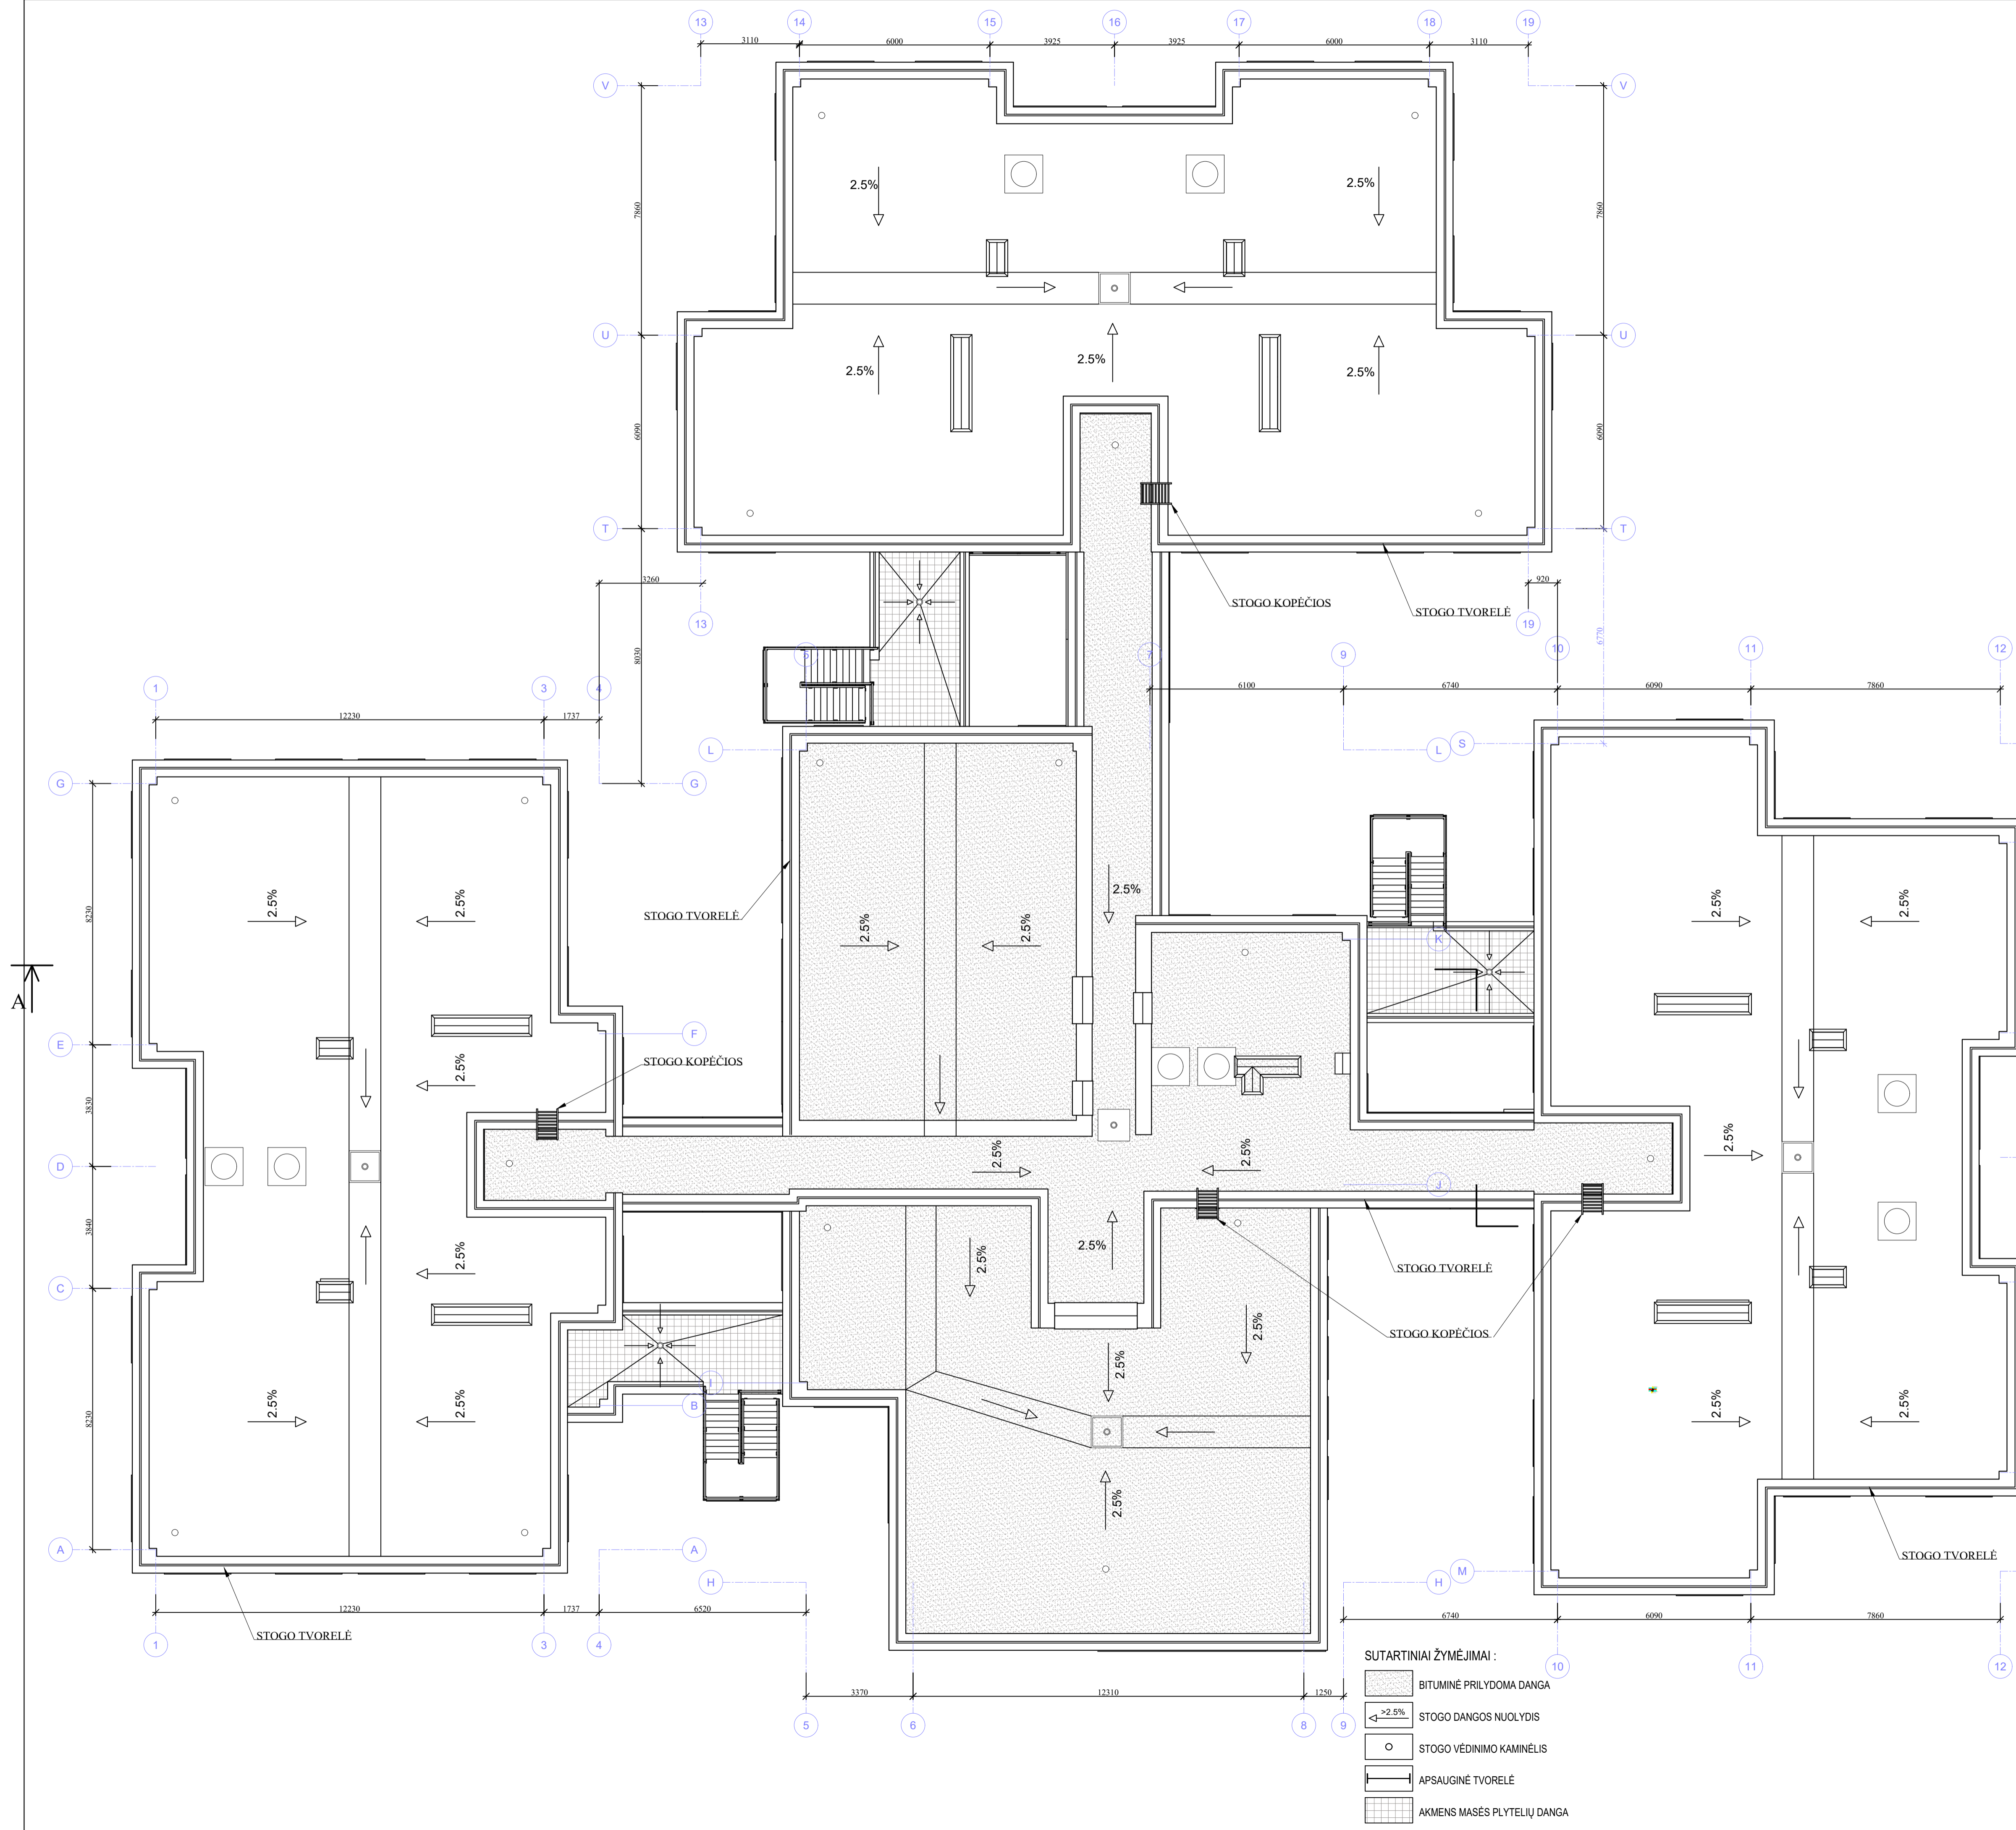 13 14 15 16 17 18 19
3110 6000 3925 3925 6000 3110
V V
2.5% 2.5%
7860 7860
U U
2.5% 2.5% 2.5%
6090 6090
T T
3260 920
STOGO KOPĖČIOS
STOGO TVORELĖ
13 19
6770
8030
5 7 9 10 11 12
6100 6740 6090 7860
1 3 4
12230 1737
L L S
G G
2.5%
2.5% 2.5% 2.5% 2.5%
8230
STOGO TVORELĖ
2.5% 2.5%
K
A
F
E
STOGO KOPĖČIOS
2.5%
3830
2.5% 2.5% 2.5%
D
J
3840
2.5% 2.5% 2.5%
STOGO TVORELĖ
C
2.5% 2.5%
STOGO KOPĖČIOS
I
B
2.5% 2.5% 2.5% 2.5%
8230
2.5%
A A
STOGO TVORELĖ
H H M
12230 1737 6520 6740 6090 7860
STOGO TVORELĖ
1 3 4
10 11 12
3370 12310 1250
5 6 8 9
SUTARTINIAI ŽYMĖJIMAI :
BITUMINĖ PRILYDOMA DANGA
>2.5% STOGO DANGOS NUOLYDIS
STOGO VĖDINIMO KAMINĖLIS
APSAUGINĖ TVORELĖ
AKMENS MASĖS PLYTELIŲ DANGA